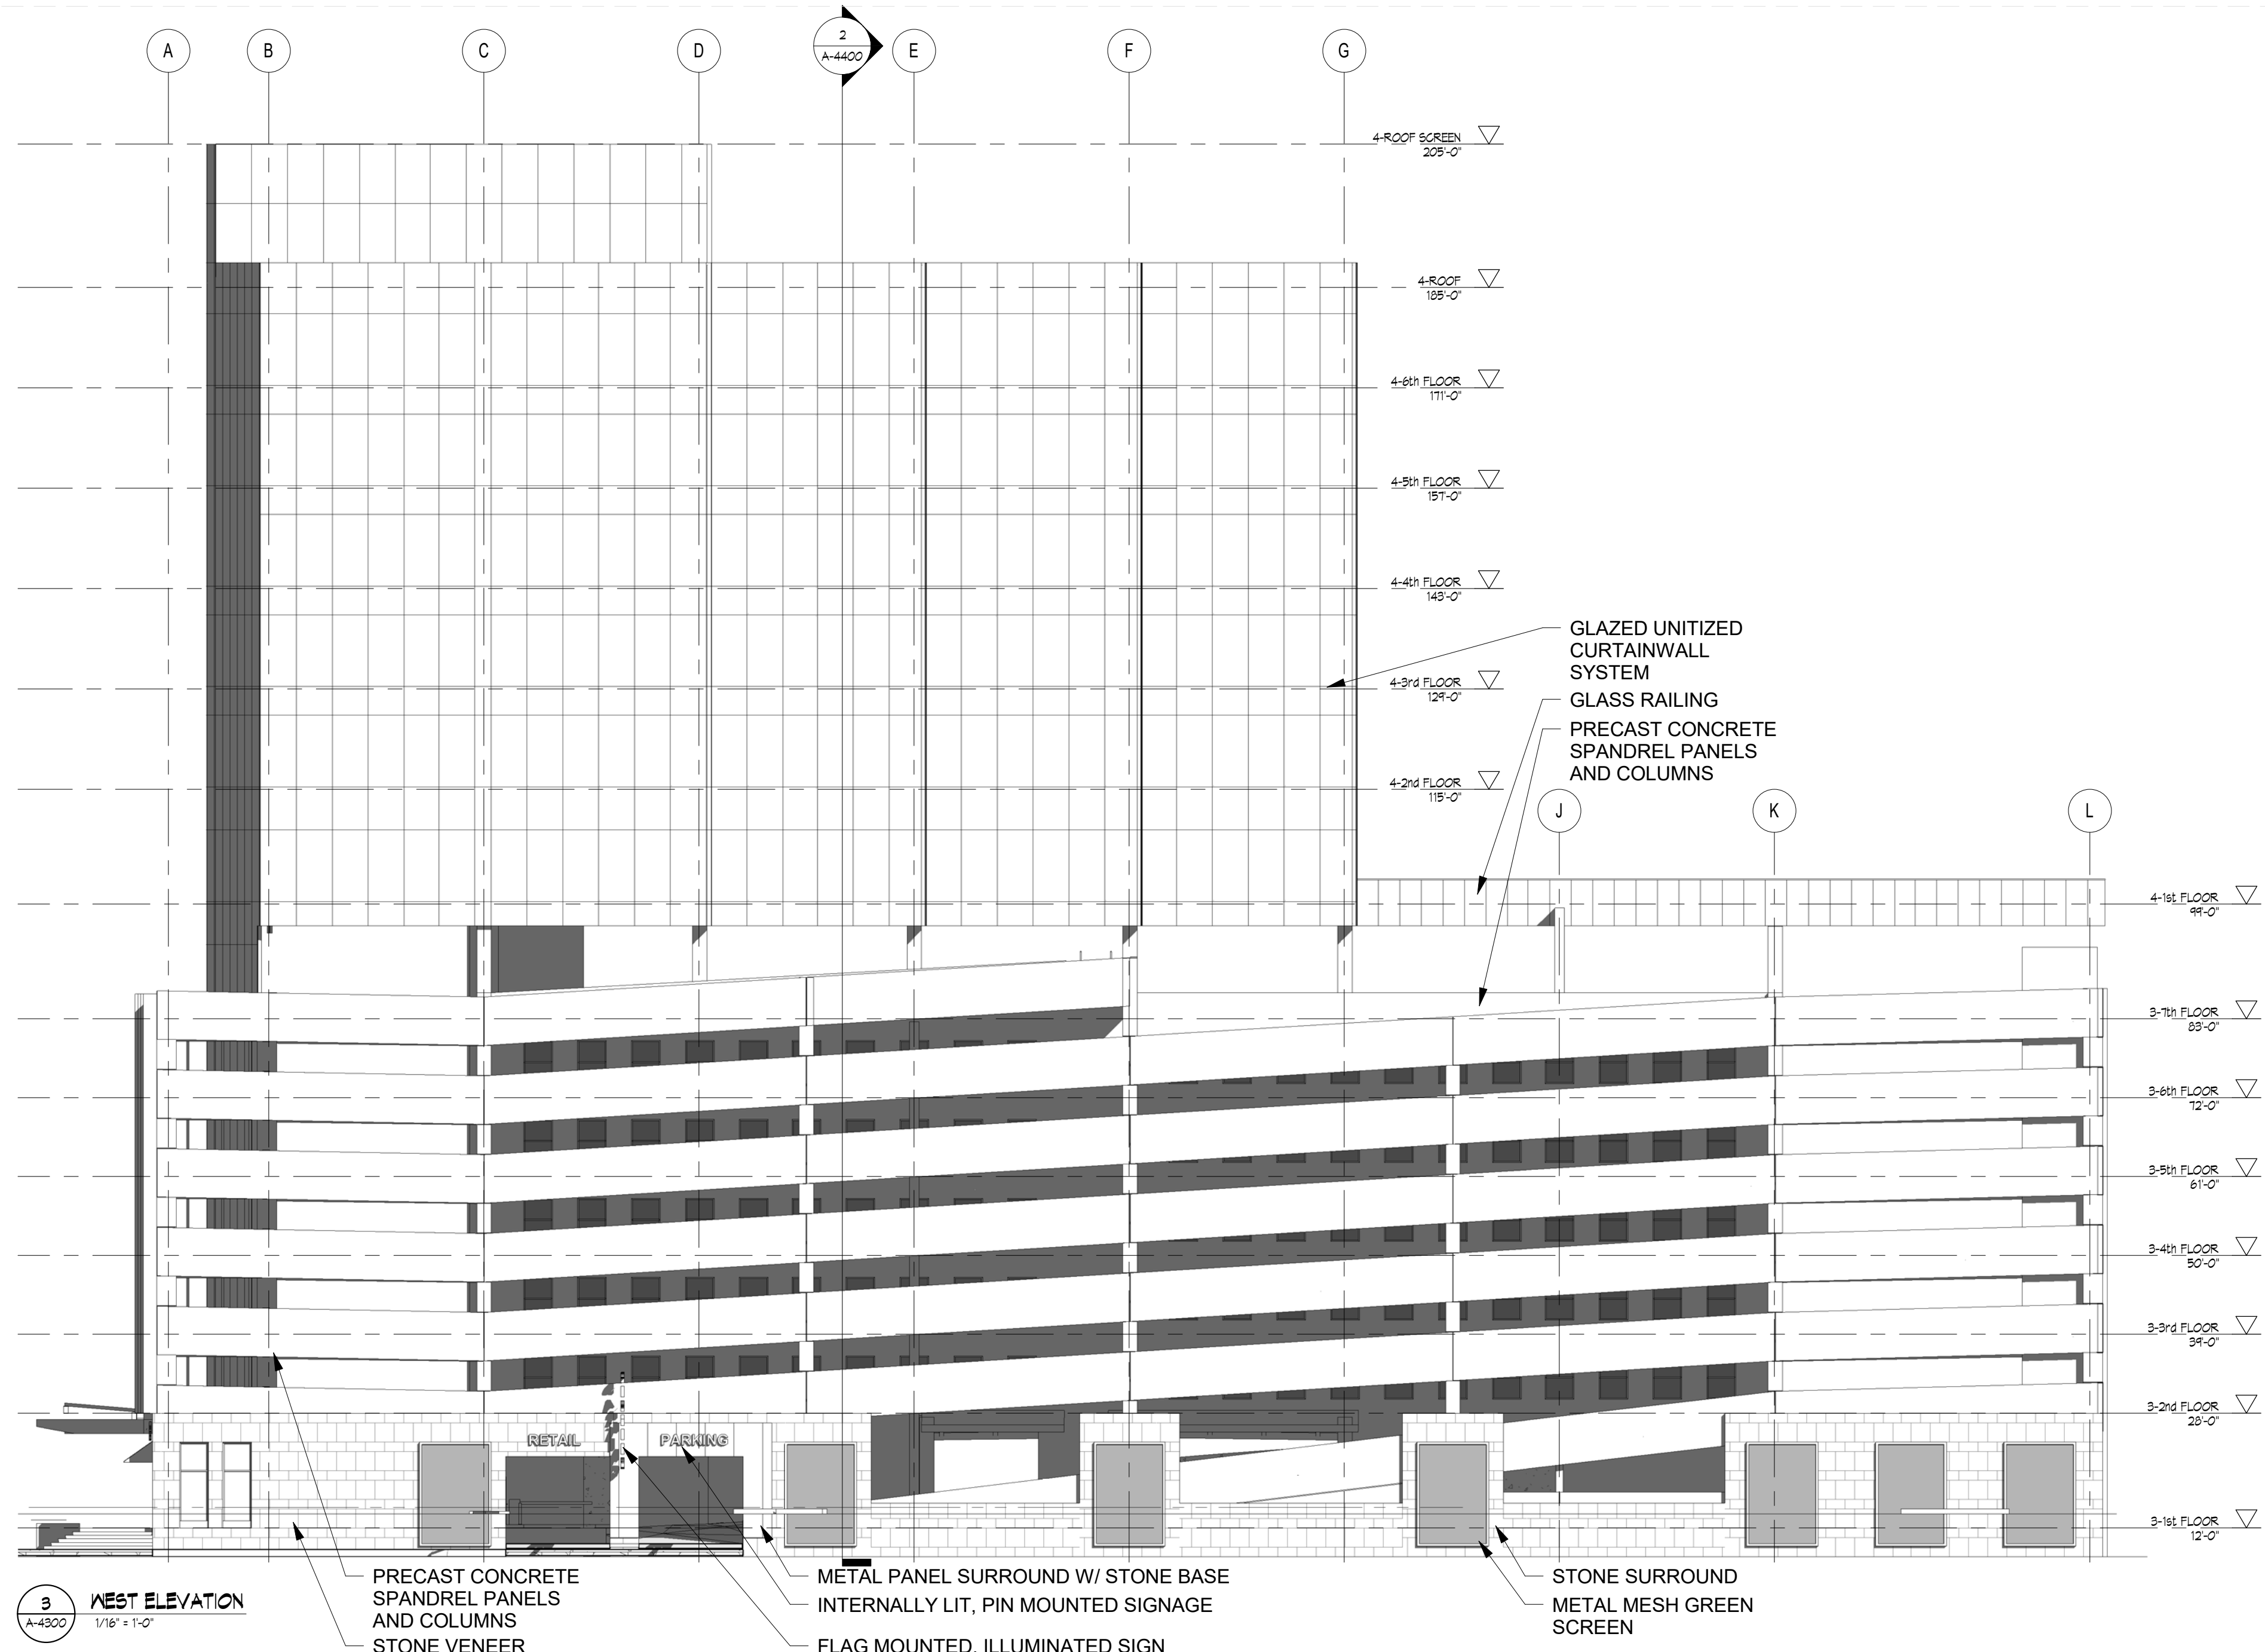 A
B
C
D
2
A-4400
E
F
G
4-ROOF SCREEN
205'-0"
4-ROOF
185'-0"
4-6th FLOOR
171'-0"
4-5th FLOOR
157'-0"
4-4th FLOOR
143'-0"
GLAZED UNITIZED
CURTAINWALL
SYSTEM
4-3rd FLOOR
129'-0"
GLASS RAILING
PRECAST CONCRETE
SPANDREL PANELS
AND COLUMNS
4-2nd FLOOR
115'-0"
J
K
L
4-1st FLOOR
99'-0"
3-7th FLOOR
83'-0"
3-6th FLOOR
72'-0"
3-5th FLOOR
61'-0"
3-4th FLOOR
50'-0"
3-3rd FLOOR
39'-0"
3-2nd FLOOR
28'-0"
RETAIL
PARKING
3-1st FLOOR
12'-0"
3
A-4300
WEST ELEVATION
1/16" = 1'-0"
PRECAST CONCRETE
SPANDREL PANELS
AND COLUMNS
STONE VENEER
METAL PANEL SURROUND W/ STONE BASE
INTERNALLY LIT, PIN MOUNTED SIGNAGE
FLAG MOUNTED, ILLUMINATED SIGN
STONE SURROUND
METAL MESH GREEN
SCREEN